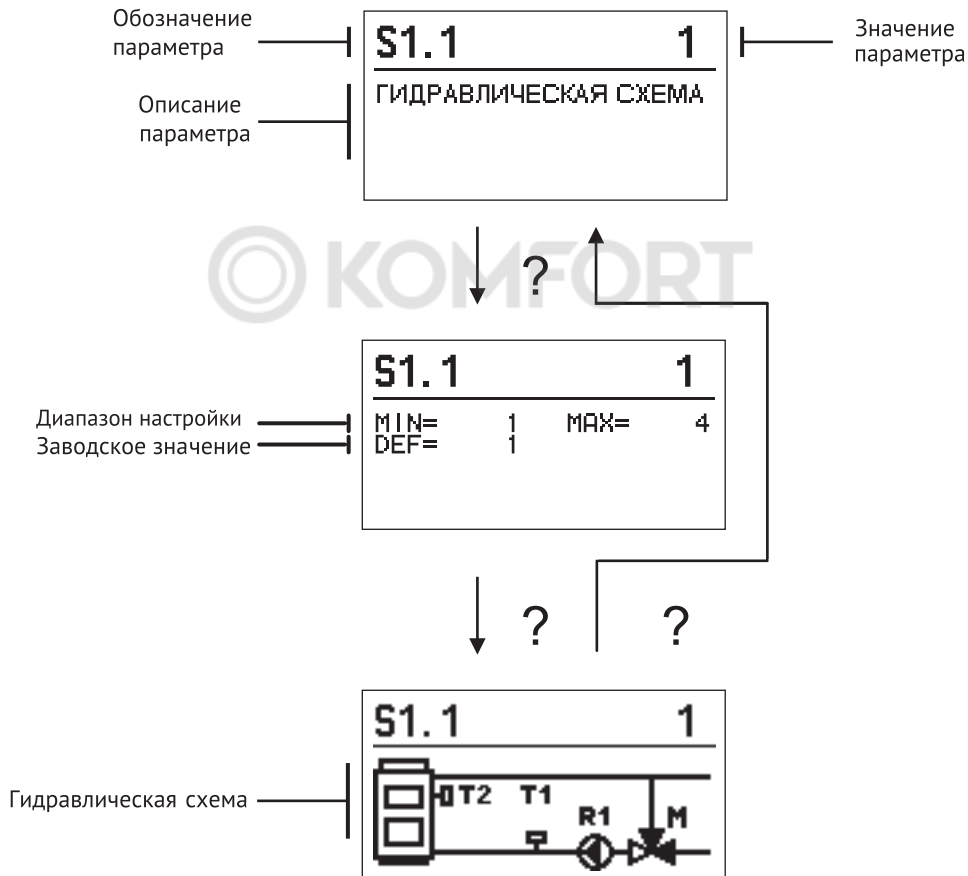 Обозначение
параметра
S1.1 1
Значение
параметра
Описание
параметра
ГИДРАВЛИЧЕСКАЯ СХЕМА
KOMFORT
?
S1.1 1
Диапазон настройки
Заводское значение
MIN= 1 MAX= 4
DEF= 1
? ?
S1.1 1
Гидравлическая схема
T2 T1
R1 M